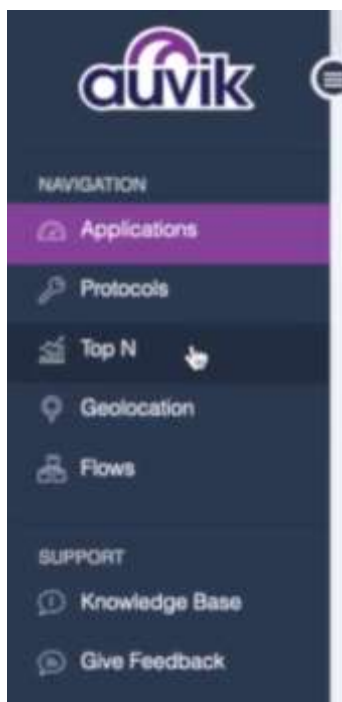 auvik
NAVIGATION
Applications
Protocols
Top N
Geolocation
Flows
SUPPORT
Knowledge Base
Give Feedback